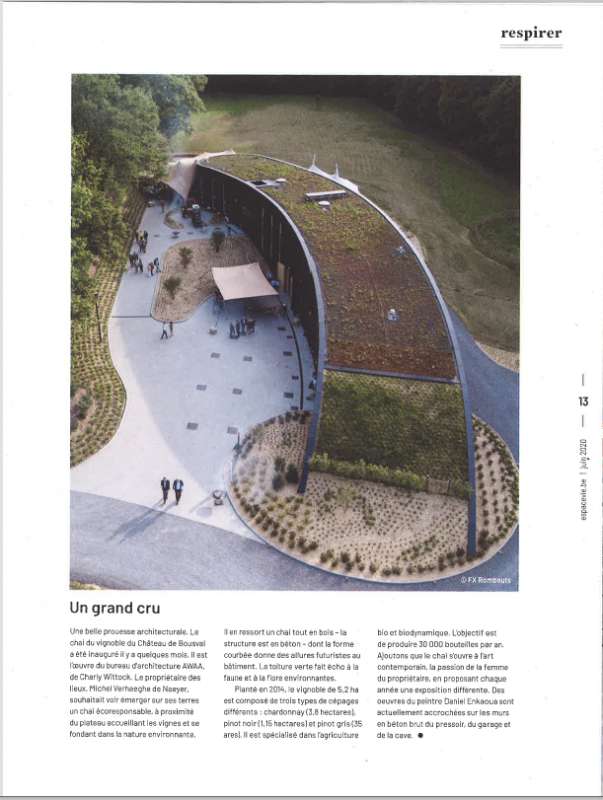 respirer
© FX Rombouts
13
espacevie.be | juin 2020
Un grand cru
Une belle prouesse architecturale. Le
chai du vignoble du Château de Bousval
a été inauguré il y a quelques mois. Il est
l'œuvre du bureau d'architecture AWAA,
de Charly Wittock. Le propriétaire des
lieux, Michel Verhaeghe de Naeyer,
souhaitait voir émerger sur ses terres
un chai écoresponsable, à proximité
du plateau accueillant les vignes et se
fondant dans la nature environnante.
Il en ressort un chai tout en bois – la
structure est en béton – dont la forme
courbée donne des allures futuristes au
bâtiment. La toiture verte fait écho à la
faune et à la flore environnantes.
Planté en 2014, le vignoble de 5,2 ha
est composé de trois types de cépages
différents : chardonnay (3,8 hectares),
pinot noir (1,15 hectares) et pinot gris (35
ares). Il est spécialisé dans l'agriculture
bio et biodynamique. L'objectif est
de produire 30 000 bouteilles par an.
Ajoutons que le chai s'ouvre à l'art
contemporain, la passion de la femme
du propriétaire, en proposant chaque
année une exposition différente. Des
oeuvres du peintre Daniel Enkaoua sont
actuellement accrochées sur les murs
en béton brut du pressoir, du garage et
de la cave. ●